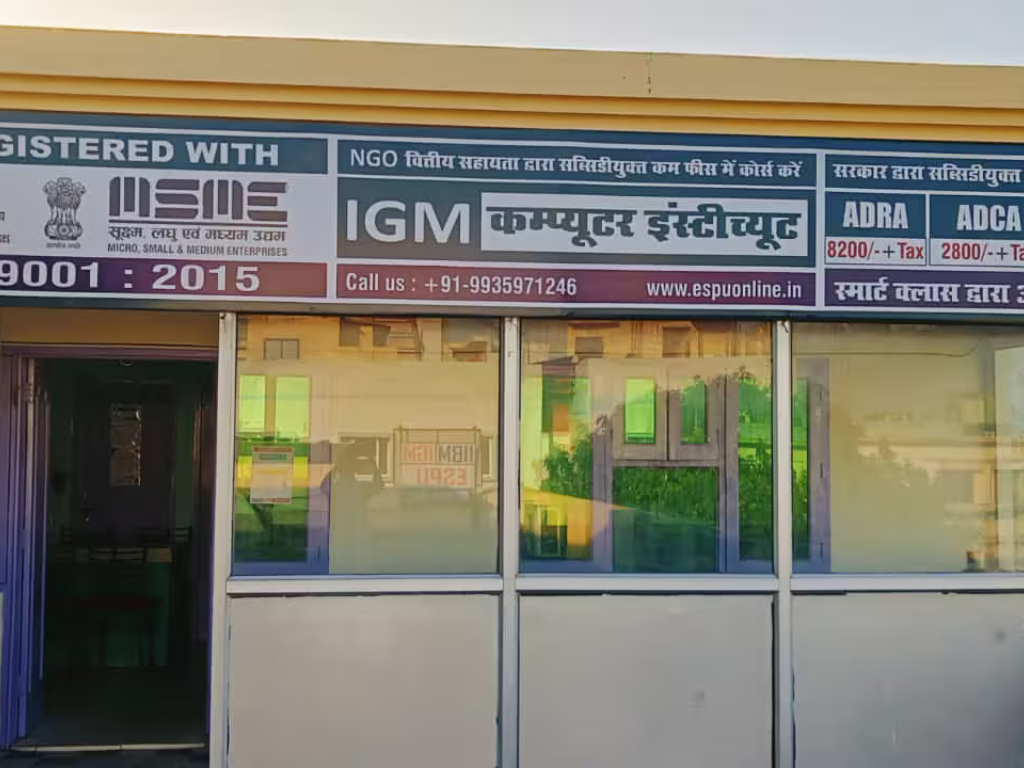 GISTERED WITH
MSME
सूक्ष्म, लघु एवं मध्यम उद्यम
MICRO, SMALL & MEDIUM ENTERPRISES
9001 : 2015
NGO वित्तीय सहायता द्वारा सब्सिडीयुक्त कम फीस में कोर्स करें
IGM कम्प्यूटर इंस्टीच्यूट
Call us : +91-9935971246 www.espuonline.in
सरकार द्वारा सब्सिडीयुक्त
ADRA
8200/-+Tax
ADCA
2800/-+Ta
स्मार्ट क्लास द्वारा